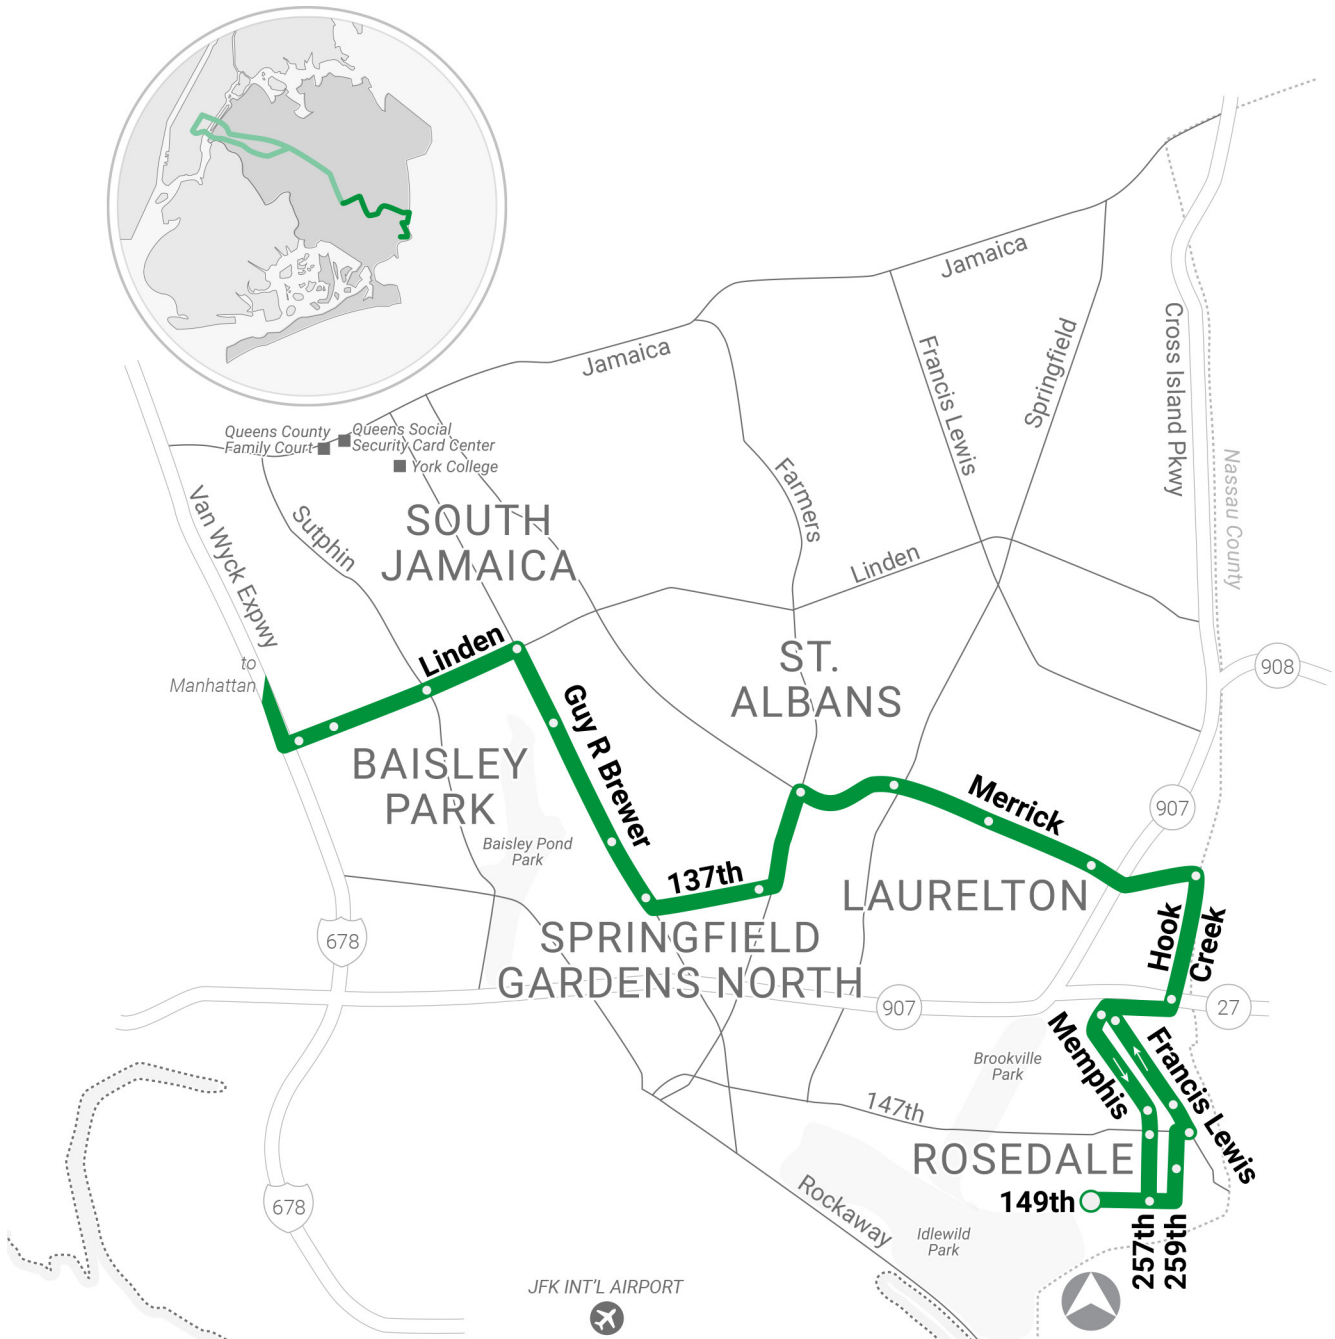 Jamaica
Jamaica
Francis Lewis
Springfield
Cross Island Pkwy
Nassau County
Queens County
Family Court
Queens Social
Security Card Center
York College
Farmers
Van Wyck Expwy
Sutphin
SOUTH
JAMAICA
Linden
to
Manhattan
Linden
ST.
ALBANS
908
Guy R Brewer
BAISLEY
PARK
Baisley Pond
Park
Merrick
907
137th
LAURELTON
Hook
Creek
678
SPRINGFIELD
GARDENS NORTH
907
27
Memphis
Francis Lewis
Brookville
Park
147th
ROSEDALE
149th
257th
259th
678
Rockaway
Idlewild
Park
JFK INT'L AIRPORT